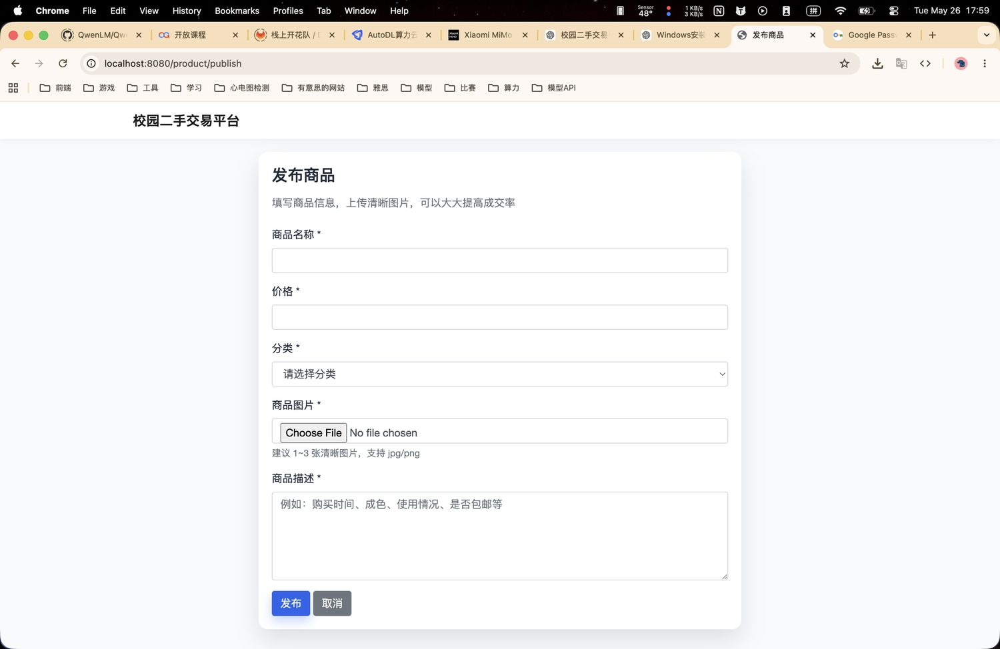 Chrome File Edit View History Bookmarks Profiles Tab Window Help Sensor 48° 1 KB/s 3 KB/s 拼 Tue May 26 17:59
QwenLM/Qw 开放课程 栈上开花队 / AutoDL算力云 Xiaomi MiMo 校园二手交易 Windows安装 发布商品 Google Pass
localhost:8080/product/publish
前端 游戏 工具 学习 心电图检测 有意思的网站 雅思 模型 比赛 算力 模型API
校园二手交易平台
发布商品
填写商品信息，上传清晰图片，可以大大提高成交率
商品名称 *
价格 *
分类 *
请选择分类
商品图片 *
Choose File No file chosen
建议 1~3 张清晰图片，支持 jpg/png
商品描述 *
例如：购买时间、成色、使用情况、是否包邮等
发布 取消